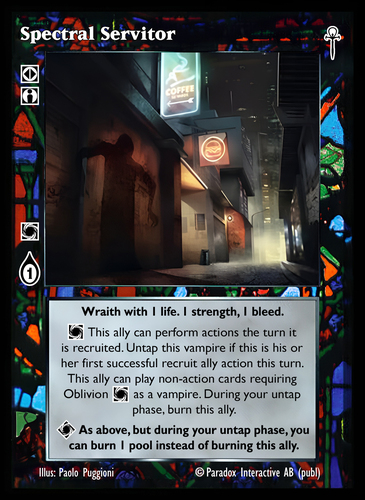 Spectral Servitor
COFFEE
1
Wraith with 1 life. 1 strength, 1 bleed.
This ally can perform actions the turn it
is recruited. Untap this vampire if this is his or
her first successful recruit ally action this turn.
This ally can play non-action cards requiring
Oblivion as a vampire. During your untap
phase, burn this ally.
As above, but during your untap phase, you
can burn 1 pool instead of burning this ally.
Illus: Paolo Puggioni © Paradox Interactive AB (publ)